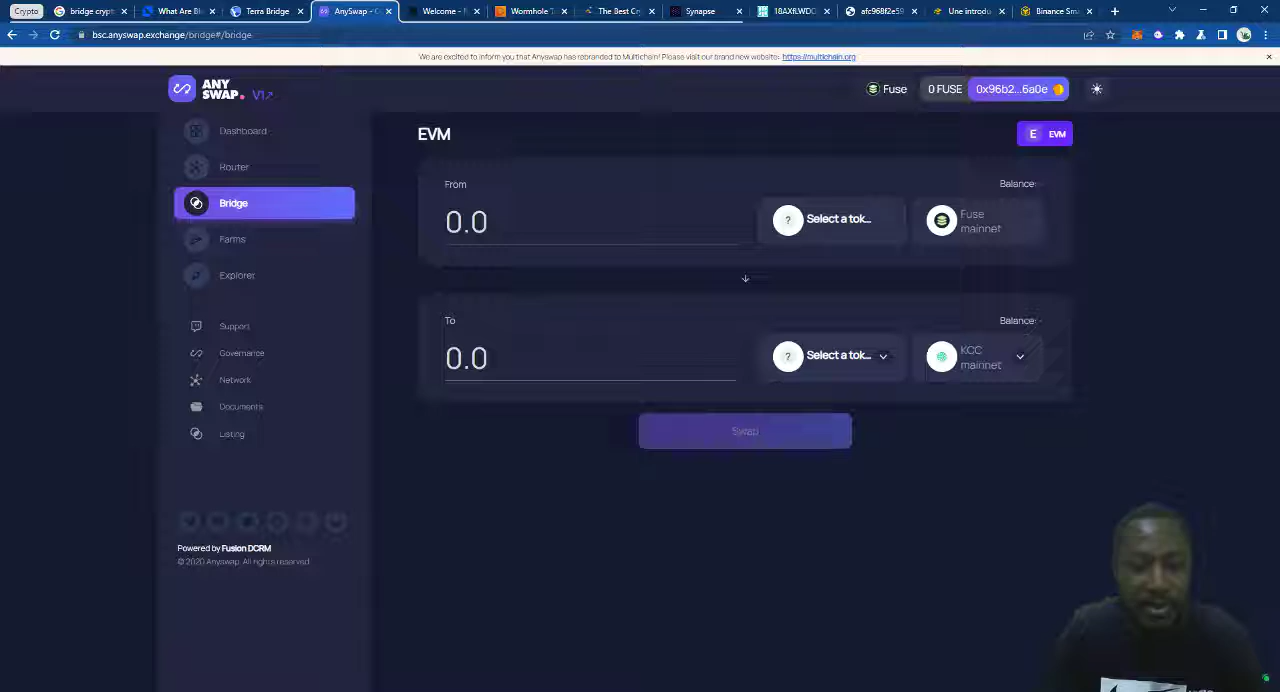 Crypto
bridge crypt
What Are Bl
Terra Bridge
AnySwap - C
Welcome -
Wormhole T
The Best Cry
Synapse
18AXfLWDD
afc968f2e59
Une introdu
Binance Sma
bsc.anyswap.exchange/bridge#/bridge
We are excited to inform you that Anyswap has rebranded to Multichain! Please visit our brand new website: https://multichain.org
ANY
SWAP. V1↗
Fuse
0 FUSE
0x96b2...6a0e
Dashboard
Router
Bridge
Farms
Explorer
Support
Governance
Network
Documents
Listing
Powered by Fusion DCRM
© 2020 Anyswap. All rights reserved.
EVM
E EVM
From
Balance: -
0.0
? Select a tok...
Fuse
mainnet
To
Balance: -
0.0
? Select a tok...
KCC
mainnet
Swap